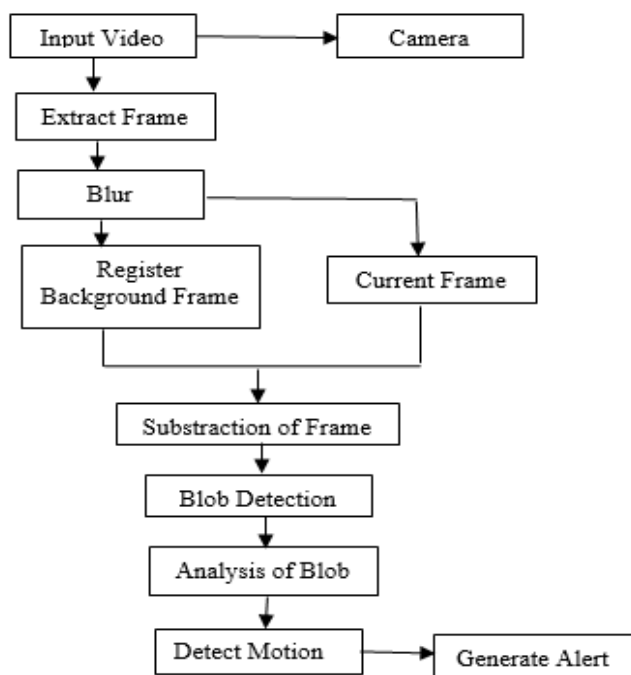 Input Video
Camera
Extract Frame
Blur
Register
Background Frame
Current Frame
Substraction of Frame
Blob Detection
Analysis of Blob
Detect Motion
Generate Alert